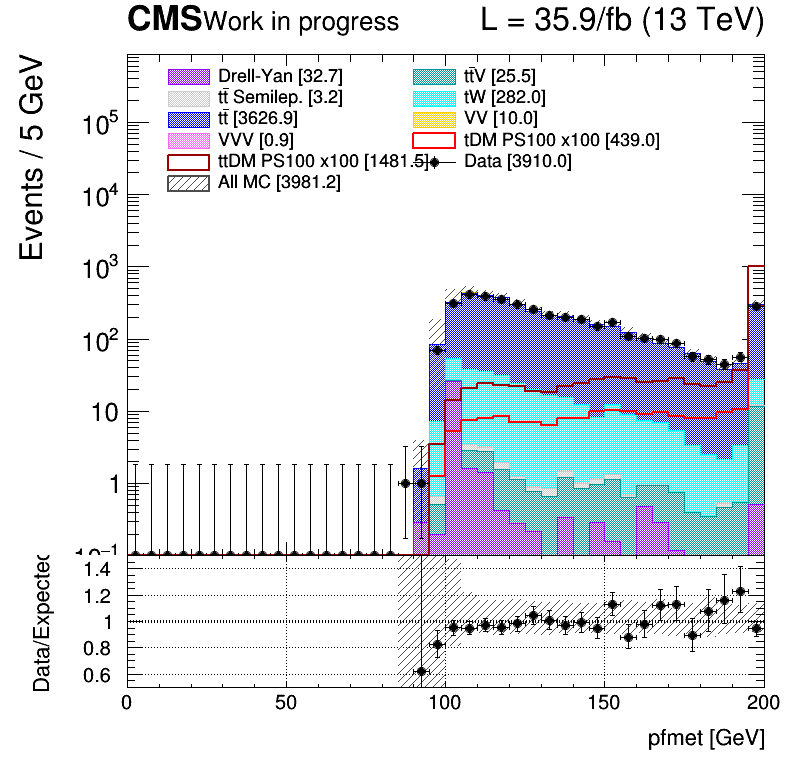 CMS Work in progress L = 35.9/fb (13 TeV)
Events / 5 GeV
Drell-Yan [32.7] tt̄V [25.5]
tt̄ Semilep. [3.2] tW [282.0]
tt̄ [3626.9] VV [10.0]
VVV [0.9] tDM PS100 x100 [439.0]
ttDM PS100 x100 [1481.5] Data [3910.0]
All MC [3981.2]
10⁵
10⁴
10³
10²
10
1
10⁻¹
Data/Expected
1.4
1.2
1
0.8
0.6
0 50 100 150 200
pfmet [GeV]